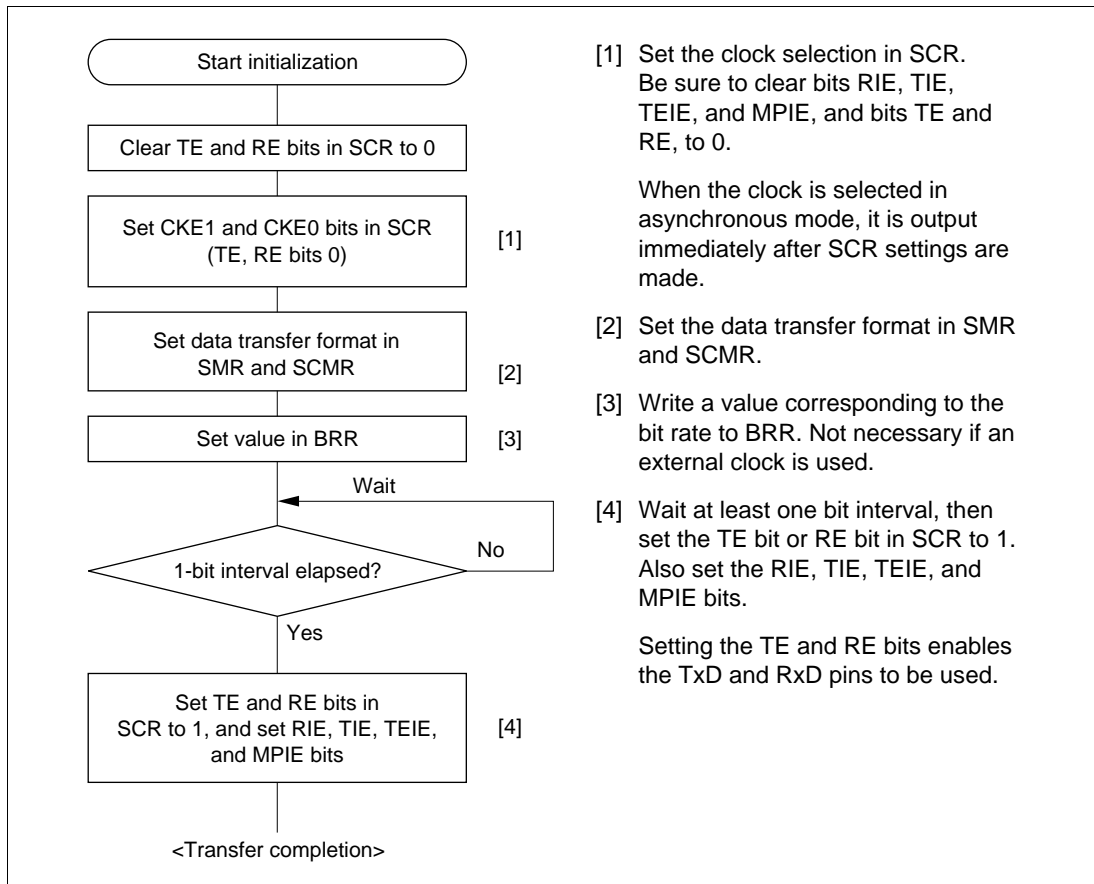 Start initialization
Clear TE and RE bits in SCR to 0
Set CKE1 and CKE0 bits in SCR
(TE, RE bits 0)
[1]
Set data transfer format in
SMR and SCMR
[2]
Set value in BRR
[3]
Wait
No
1-bit interval elapsed?
Yes
Set TE and RE bits in
SCR to 1, and set RIE, TIE, TEIE,
and MPIE bits
[4]
<Transfer completion>
[1] Set the clock selection in SCR.
Be sure to clear bits RIE, TIE,
TEIE, and MPIE, and bits TE and
RE, to 0.
When the clock is selected in
asynchronous mode, it is output
immediately after SCR settings are
made.
[2] Set the data transfer format in SMR
and SCMR.
[3] Write a value corresponding to the
bit rate to BRR. Not necessary if an
external clock is used.
[4] Wait at least one bit interval, then
set the TE bit or RE bit in SCR to 1.
Also set the RIE, TIE, TEIE, and
MPIE bits.
Setting the TE and RE bits enables
the TxD and RxD pins to be used.